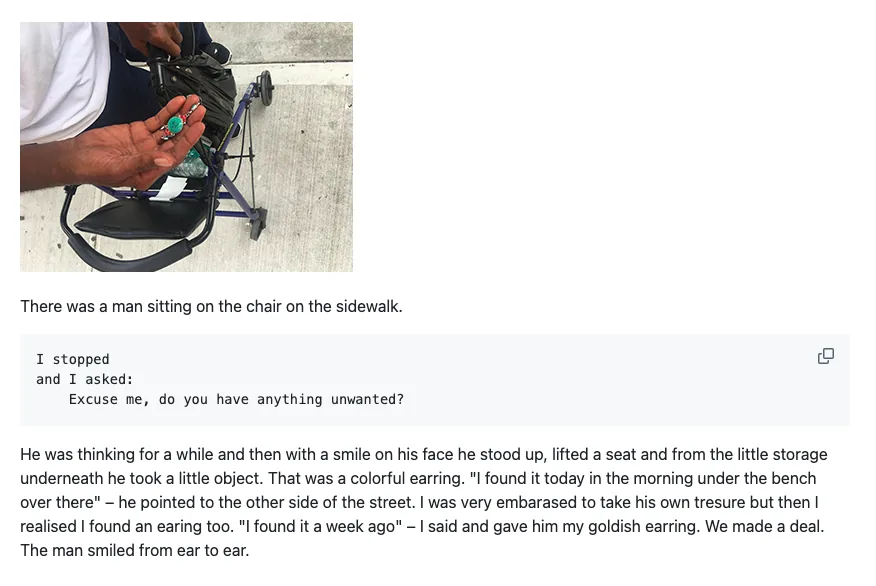 There was a man sitting on the chair on the sidewalk.
I stopped
and I asked:
    Excuse me, do you have anything unwanted?
He was thinking for a while and then with a smile on his face he stood up, lifted a seat and from the little storage
underneath he took a little object. That was a colorful earring. "I found it today in the morning under the bench
over there" – he pointed to the other side of the street. I was very embarased to take his own tresure but then I
realised I found an earing too. "I found it a week ago" – I said and gave him my goldish earring. We made a deal.
The man smiled from ear to ear.